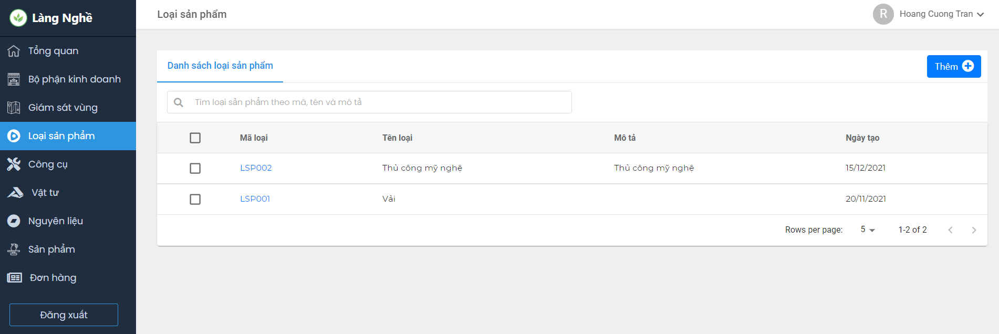 Làng Nghề
Tổng quan
Bộ phận kinh doanh
Giám sát vùng
Loại sản phẩm
Công cụ
Vật tư
Nguyên liệu
Sản phẩm
Đơn hàng
Đăng xuất
Loại sản phẩm
R Hoang Cuong Tran
Danh sách loại sản phẩm
Thêm
Tìm loại sản phẩm theo mã, tên và mô tả
Mã loại Tên loại Mô tả Ngày tạo
LSP002 Thủ công mỹ nghệ Thủ công mỹ nghệ 15/12/2021
LSP001 Vải 20/11/2021
Rows per page: 5 1-2 of 2